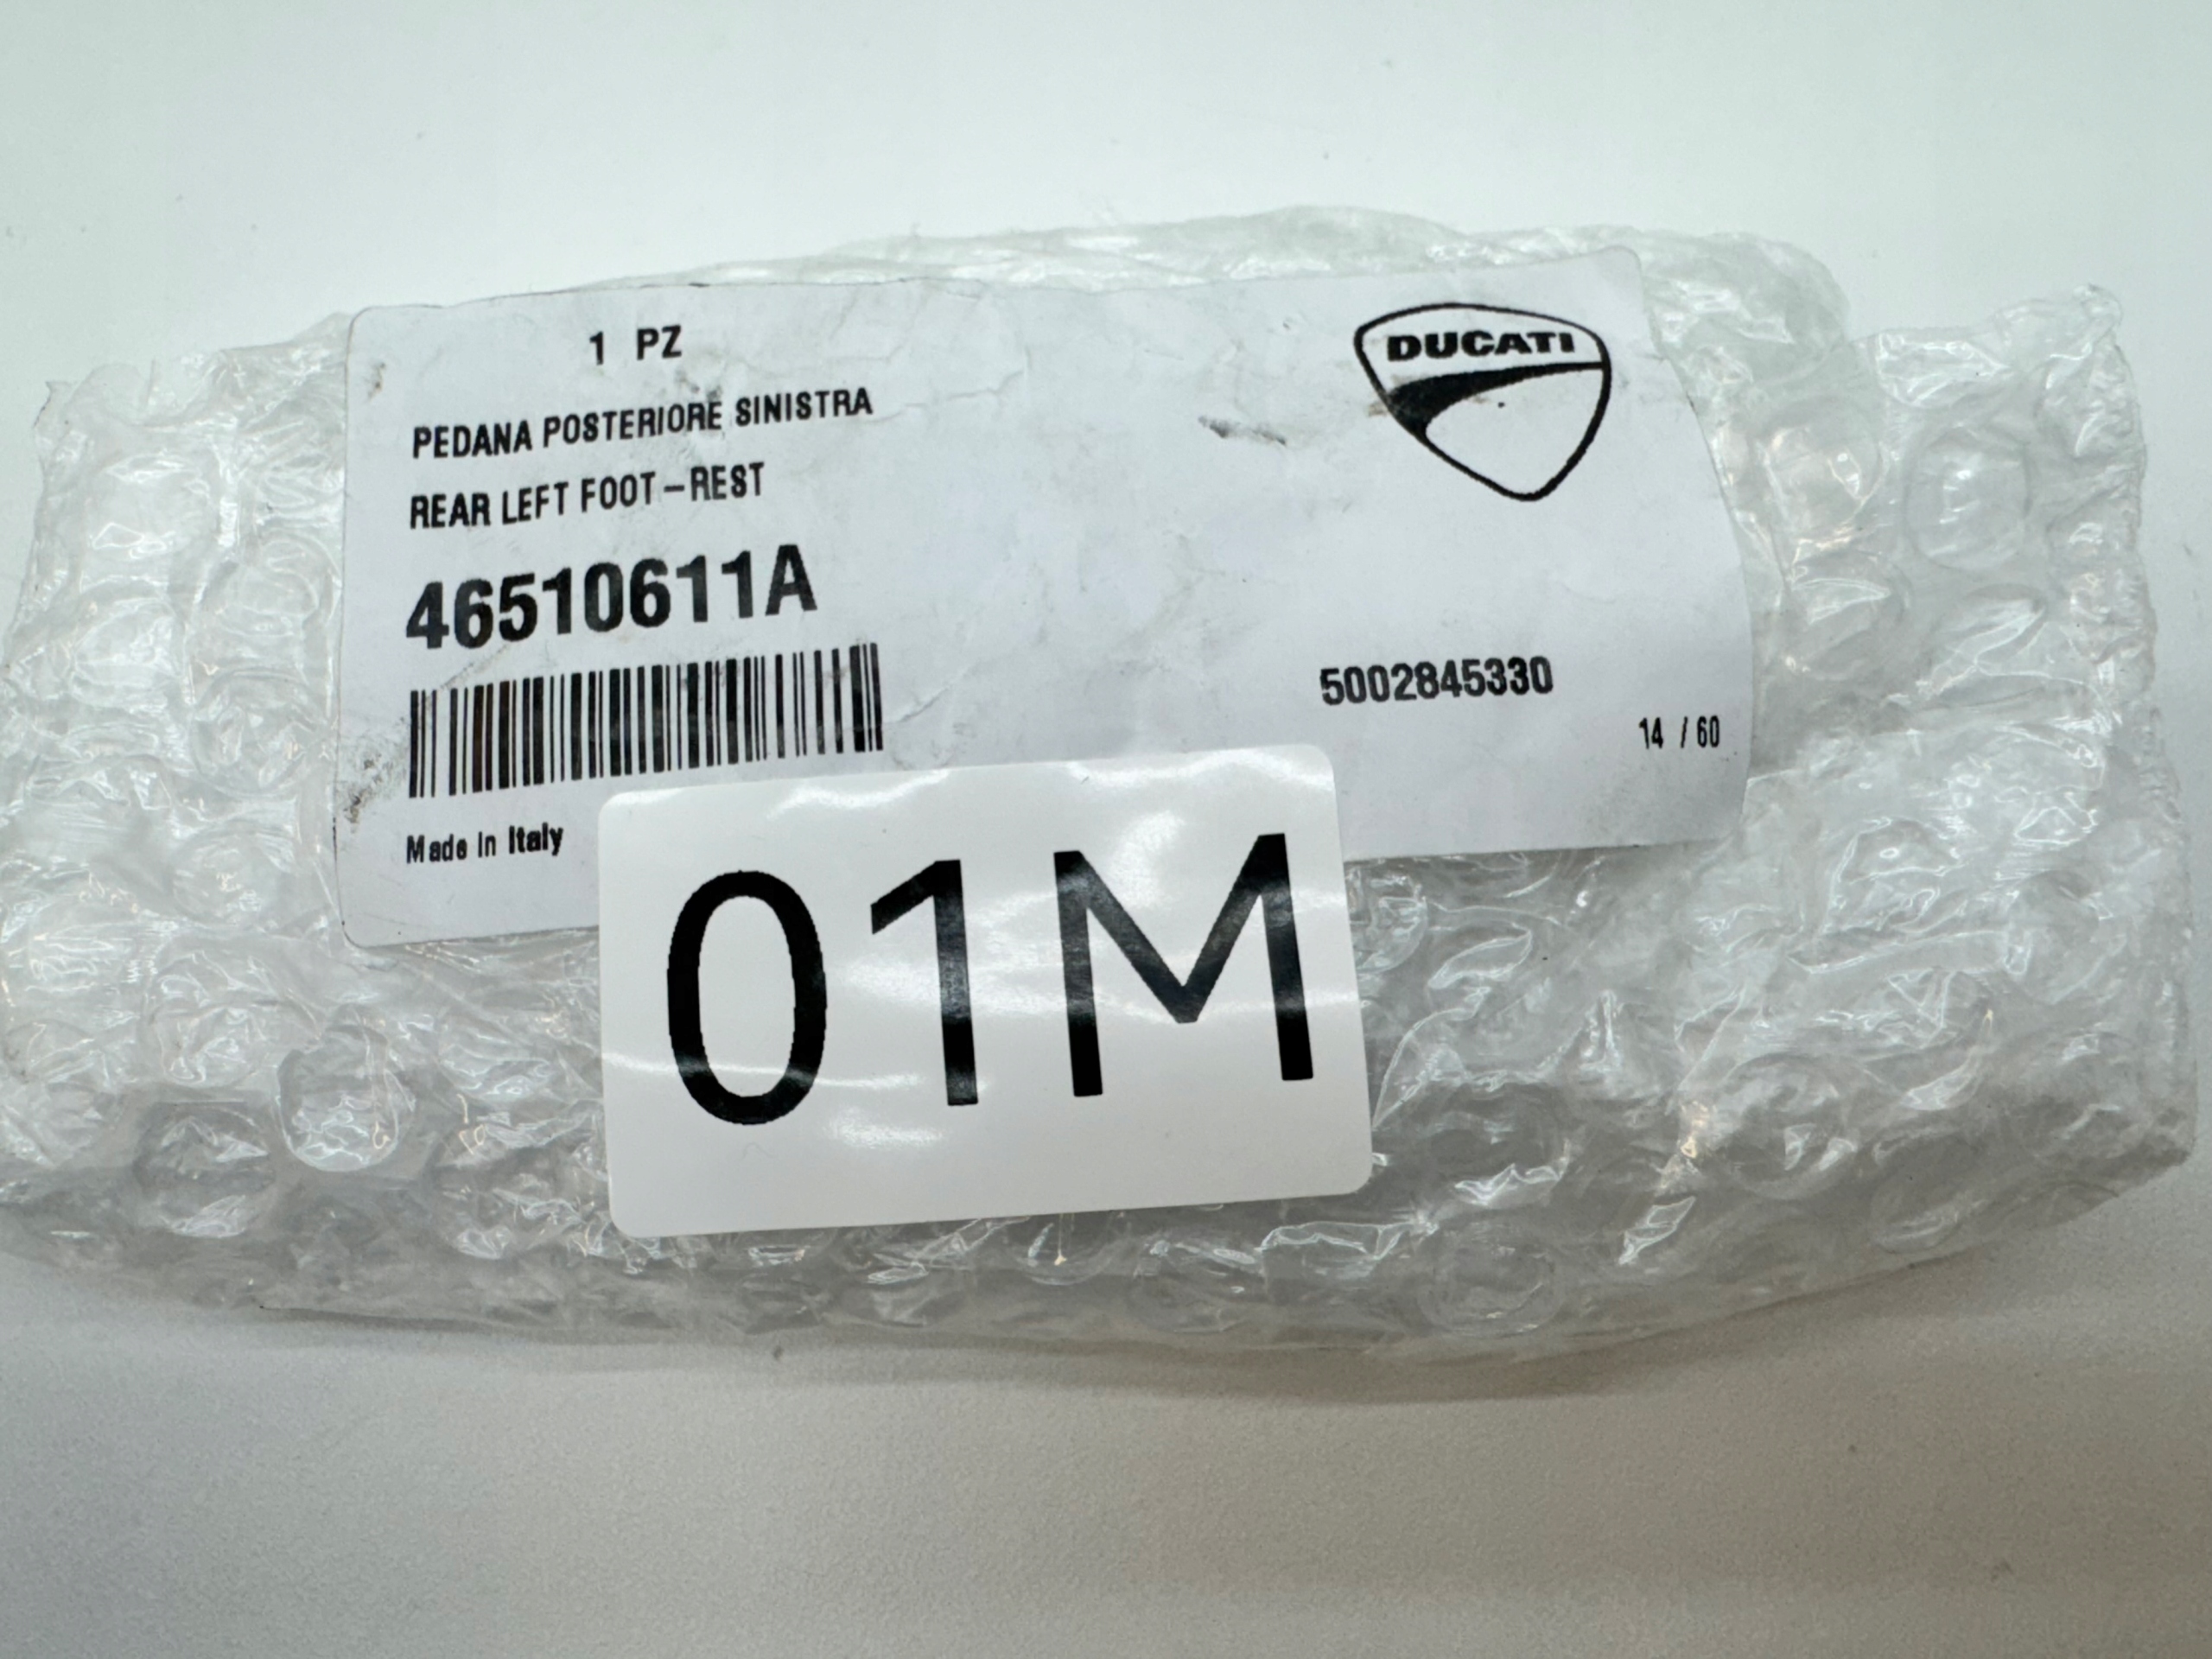 1 PZ
PEDANA POSTERIORE SINISTRA
REAR LEFT FOOT-REST
46510611A
Made in Italy
DUCATI
5002845330
14 / 60
01M